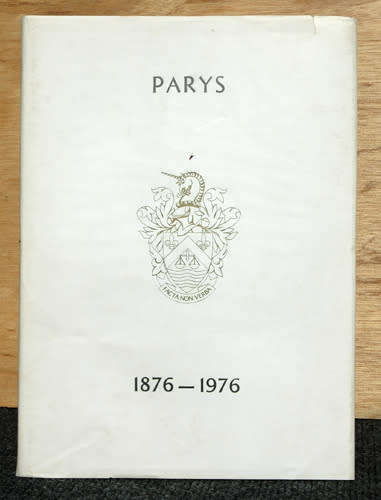 PARYS
FACTA NON VERBA
1876 – 1976